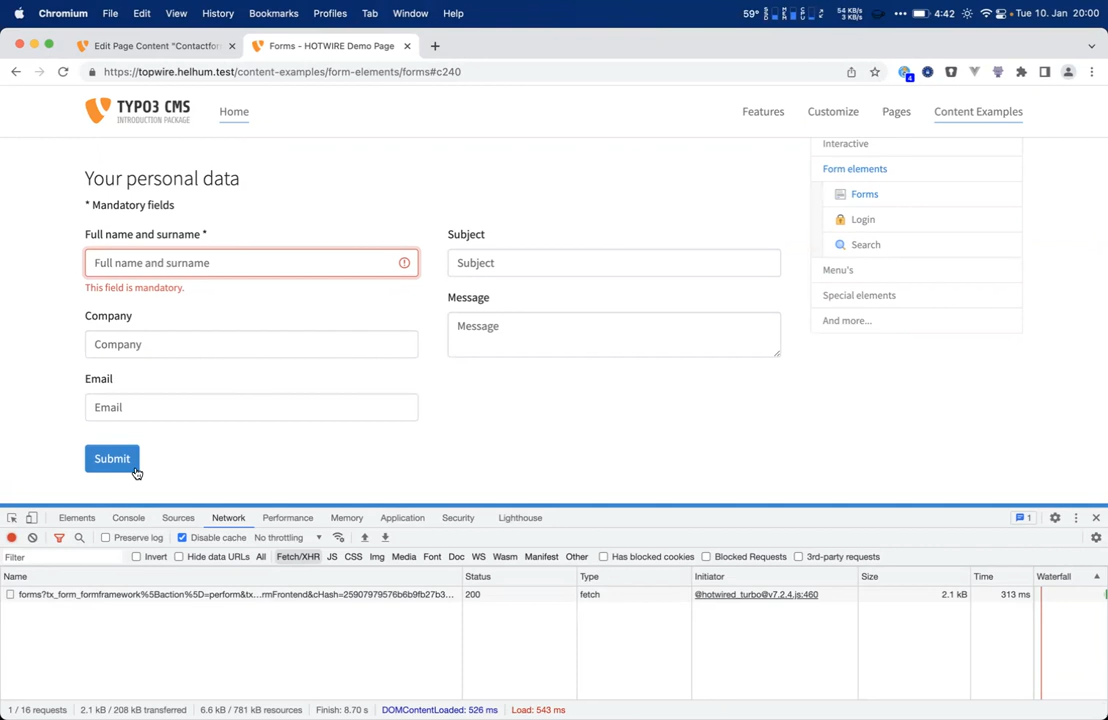 Chromium File Edit View History Bookmarks Profiles Tab Window Help 59° 54 KB/s 3 KB/s 4:42 Tue 10. Jan 20:00
Edit Page Content "Contactfor Forms - HOTWIRE Demo Page
https://topwire.helhum.test/content-examples/form-elements/forms#c240 4
TYPO3 CMS
INTRODUCTION PACKAGE
Home Features Customize Pages Content Examples
Interactive
Form elements
Forms
Login
Search
Menu's
Special elements
And more...
Your personal data
* Mandatory fields
Full name and surname *
Full name and surname
This field is mandatory.
Company
Company
Email
Email
Subject
Subject
Message
Message
Submit
Elements Console Sources Network Performance Memory Application Security Lighthouse 1
Preserve log Disable cache No throttling
Filter Invert Hide data URLs All Fetch/XHR JS CSS Img Media Font Doc WS Wasm Manifest Other Has blocked cookies Blocked Requests 3rd-party requests
Name Status Type Initiator Size Time Waterfall
forms?tx_form_formframework%5Baction%5D=perform&tx...rmFrontend&cHash=25907979576b6b9fb27b3... 200 fetch @hotwired_turbo@v7.2.4.js:460 2.1 kB 313 ms
1 / 16 requests 2.1 kB / 208 kB transferred 6.6 kB / 781 kB resources Finish: 8.70 s DOMContentLoaded: 526 ms Load: 543 ms